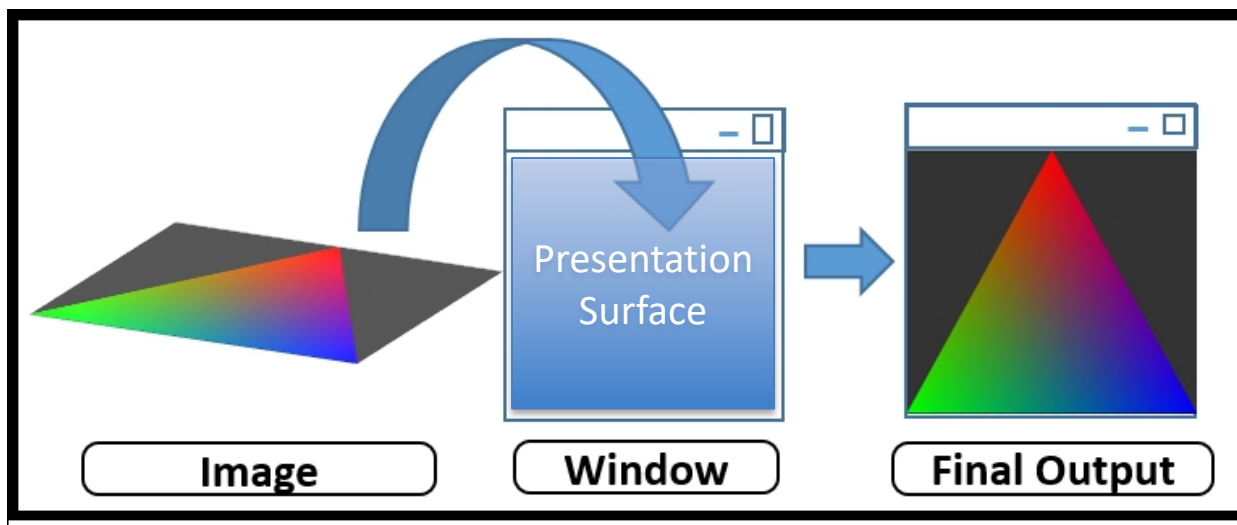 Presentation
Surface
Image
Window
Final Output